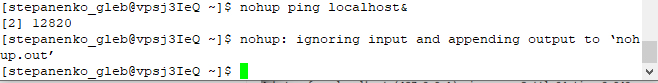 [stepanenko_gleb@vpsj3IeQ ~]$ nohup ping localhost&
[2] 12820
[stepanenko_gleb@vpsj3IeQ ~]$ nohup: ignoring input and appending output to ‘noh
up.out’
[stepanenko_gleb@vpsj3IeQ ~]$